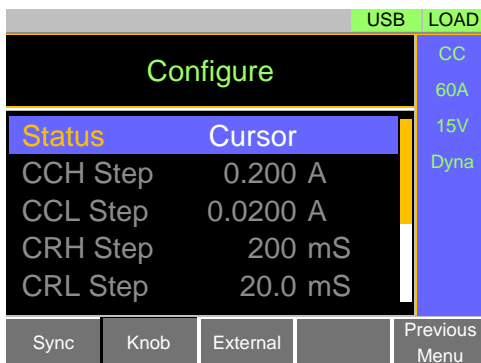 USB LOAD
Configure
CC
60A
15V
Dyna
Status Cursor
CCH Step 0.200 A
CCL Step 0.0200 A
CRH Step 200 mS
CRL Step 20.0 mS
Sync Knob External Previous Menu